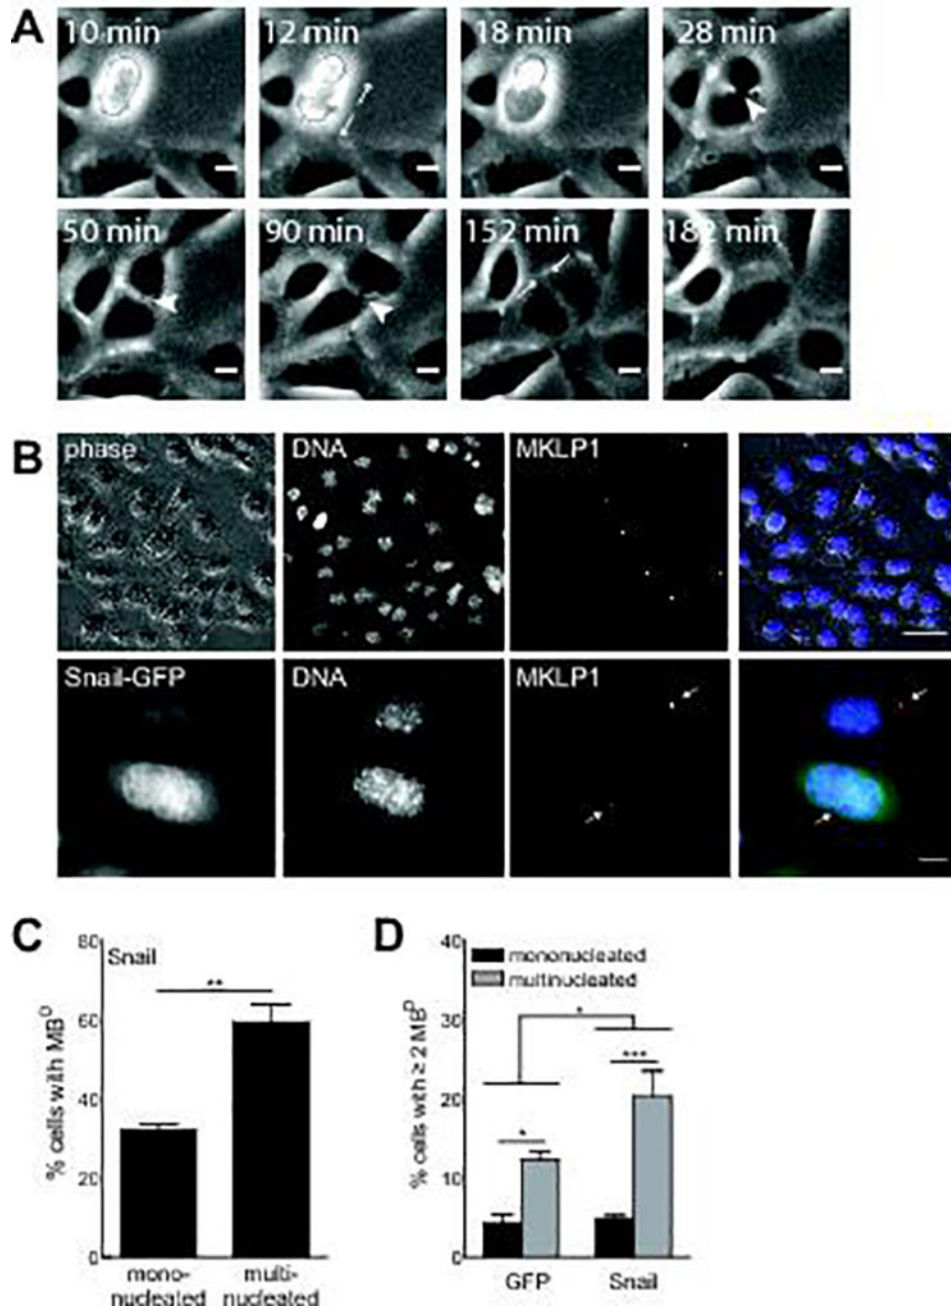 A
10 min
12 min
18 min
28 min
50 min
90 min
152 min
182 min
B
phase
DNA
MKLP1
Snail-GFP
DNA
MKLP1
C
% cells with MBᴰ
80
60
40
20
0
Snail
**
mono-
nucleated
multi-
nucleated
D
% cells with ≥ 2 MBᴰ
40
30
20
10
0
mononucleated
multinucleated
*
***
*
GFP
Snail